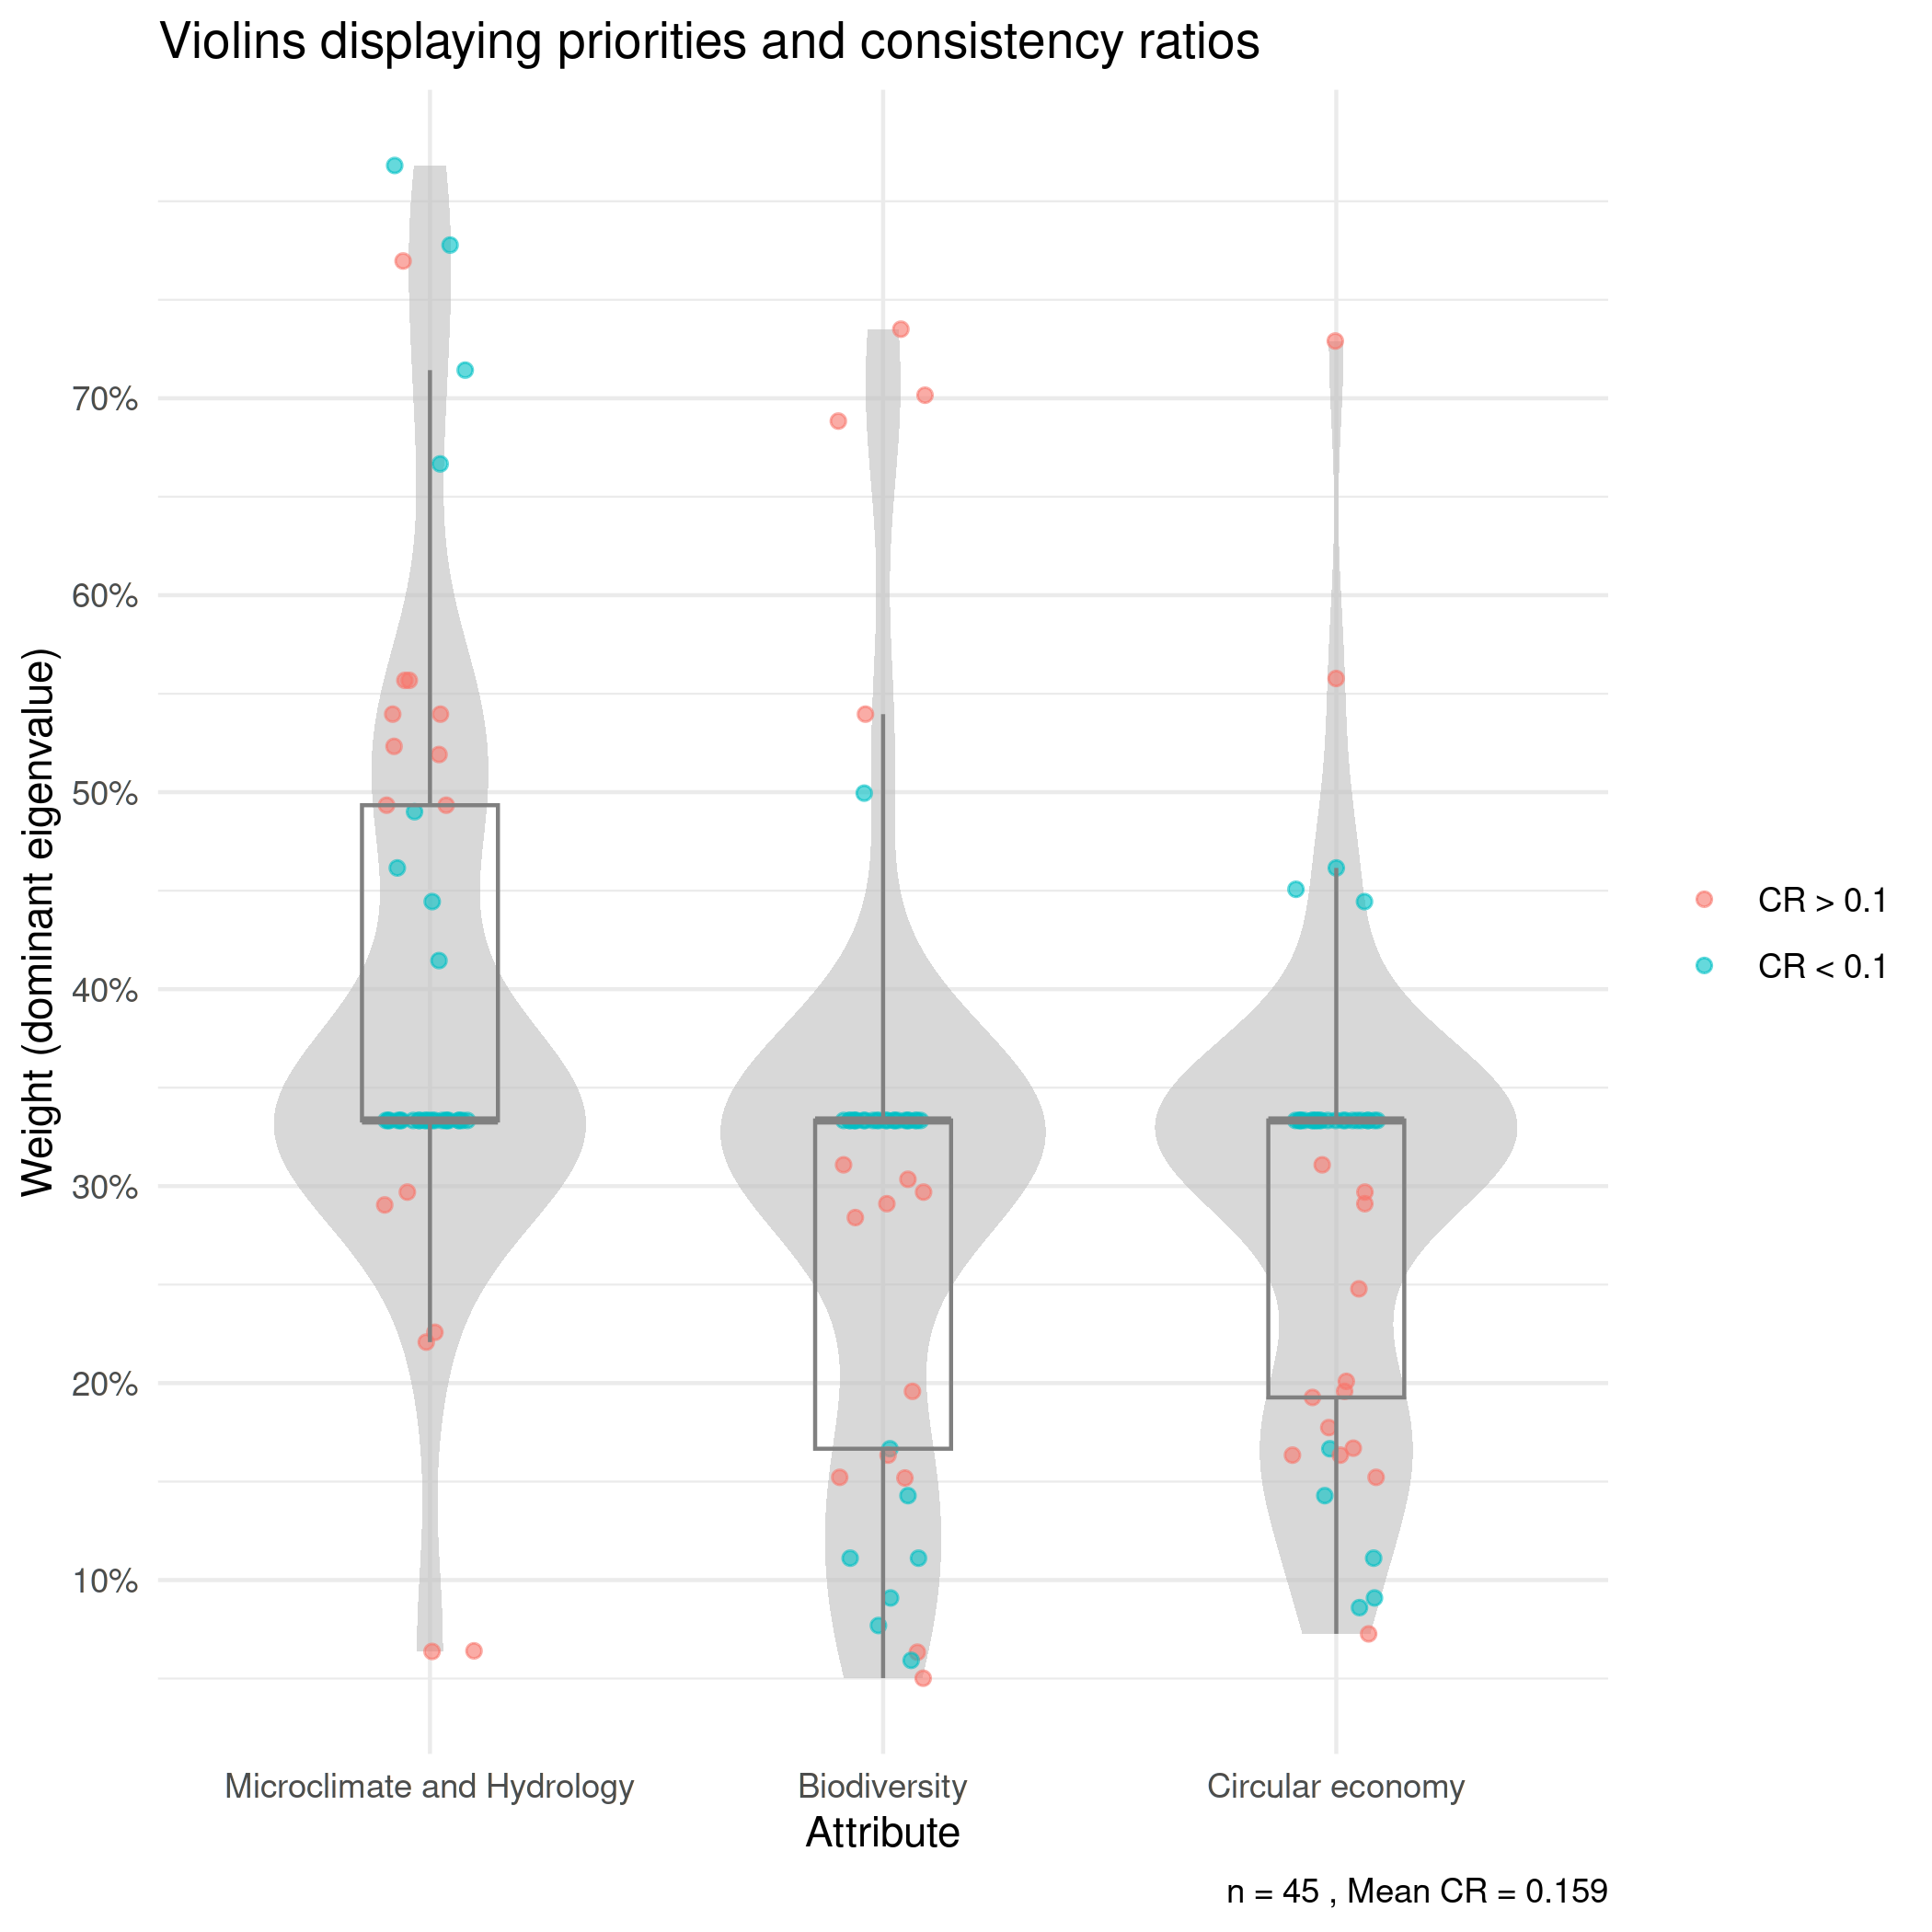 Violins displaying priorities and consistency ratios
Weight (dominant eigenvalue)
70%
60%
50%
40%
30%
20%
10%
CR > 0.1
CR < 0.1
Microclimate and Hydrology
Biodiversity
Circular economy
Attribute
n = 45 , Mean CR = 0.159